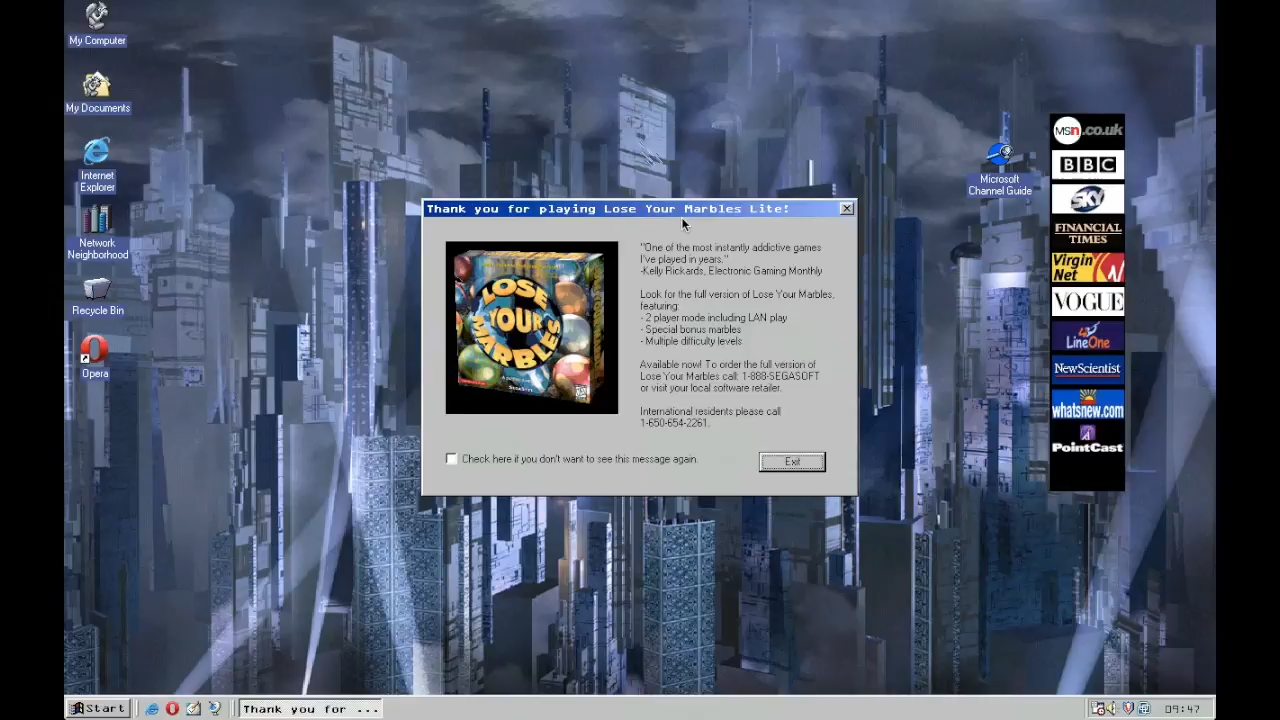 My Computer
My Documents
Internet
Explorer
Network
Neighborhood
Recycle Bin
Opera
Microsoft
Channel Guide
msn.co.uk
BBC
SKY
FINANCIAL
TIMES
Virgin
Net
VOGUE
LineOne
NewScientist
whatsnew.com
PointCast
Thank you for playing Lose Your Marbles Lite!
LOSE
YOUR
MARBLES
"One of the most instantly addictive games
I've played in years."
-Kelly Rickards, Electronic Gaming Monthly
Look for the full version of Lose Your Marbles,
featuring:
- 2 player mode including LAN play
- Special bonus marbles
- Multiple difficulty levels
Available now! To order the full version of
Lose Your Marbles call: 1-888-SEGASOFT
or visit your local software retailer.
International residents please call
1-650-654-2261.
Check here if you don't want to see this message again.
Exit
Start
Thank you for ...
09:47